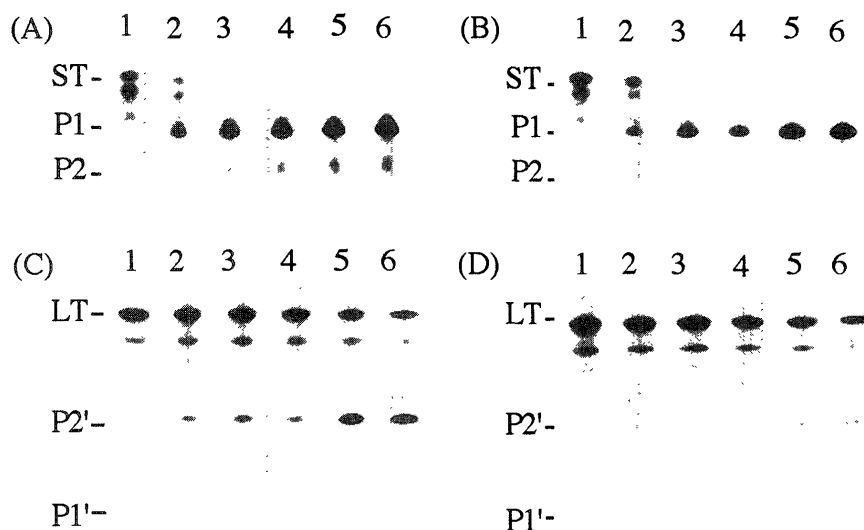 (A) 1 2 3 4 5 6
ST-
P1-
P2-
(B) 1 2 3 4 5 6
ST-
P1-
P2-
(C) 1 2 3 4 5 6
LT-
P2'-
P1'-
(D) 1 2 3 4 5 6
LT-
P2'-
P1'-